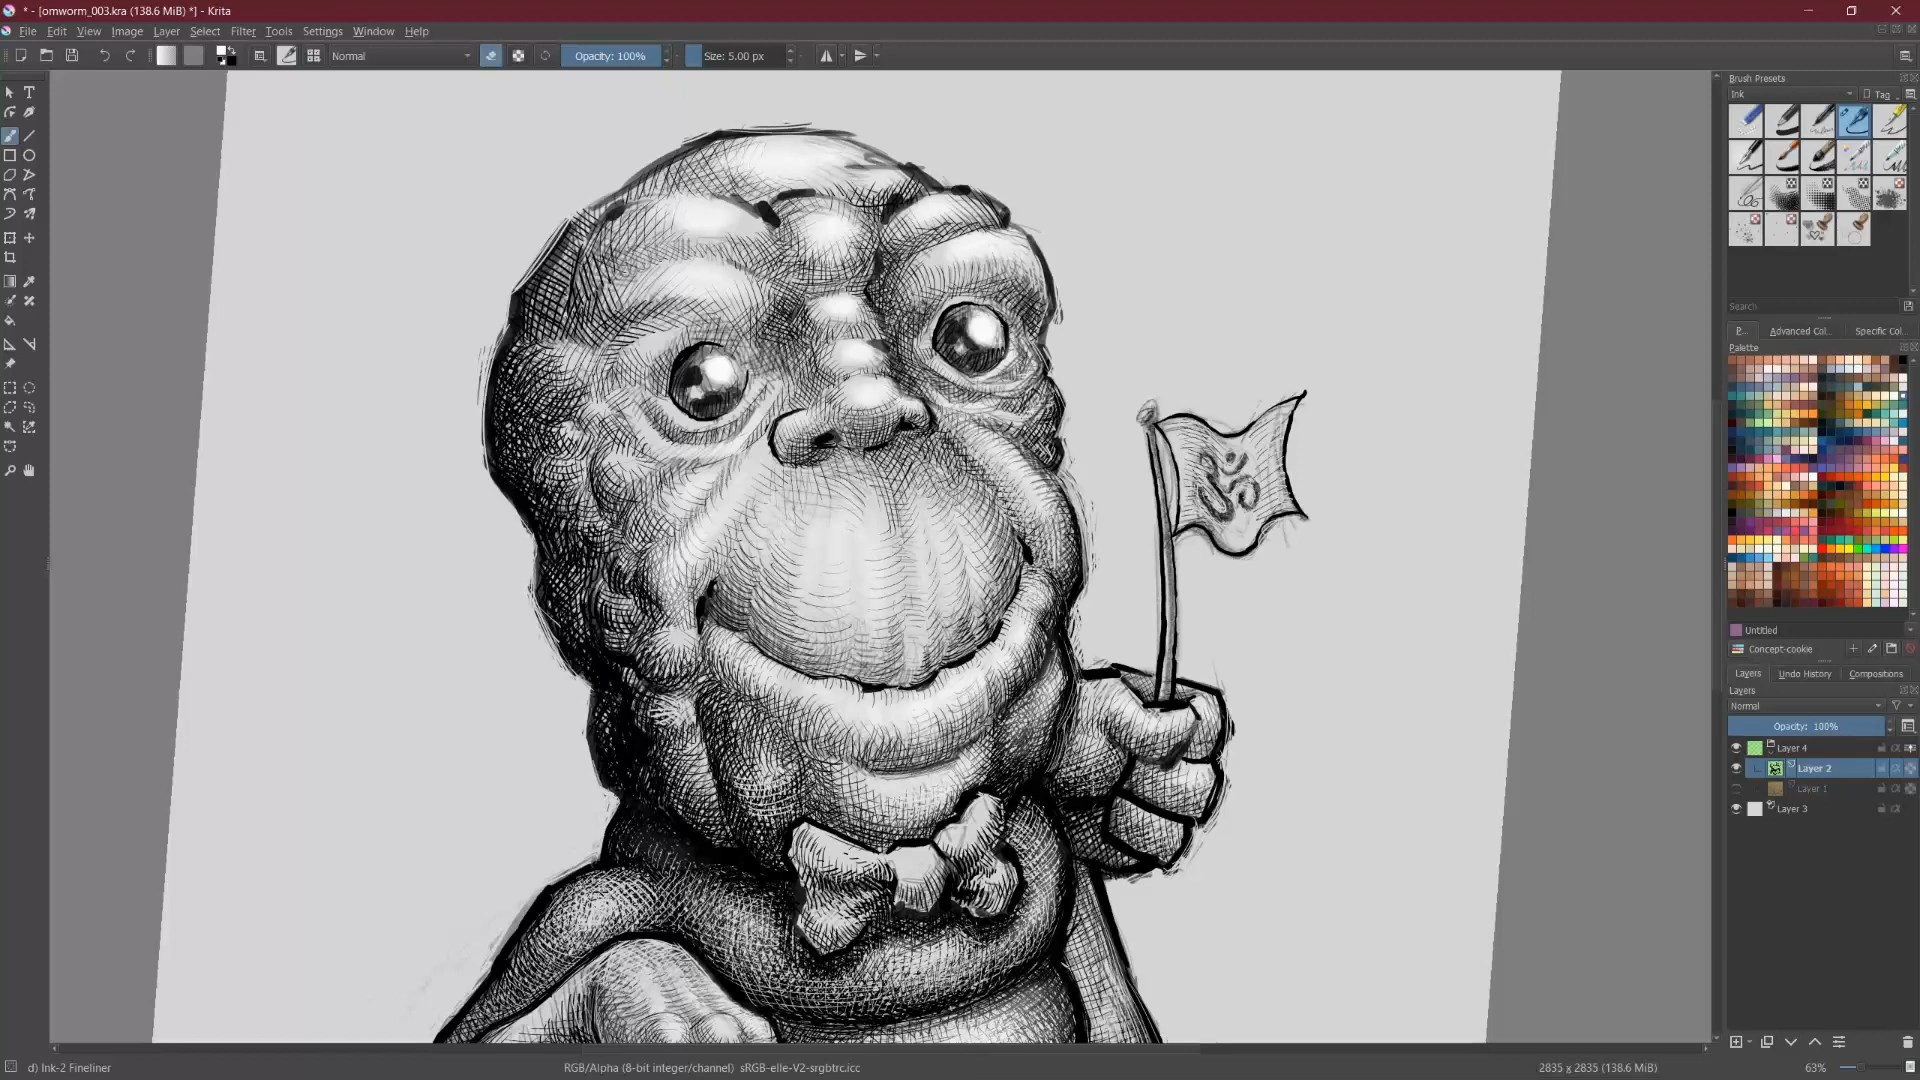 * - [omworm_003.kra (138.6 MiB) *] - Krita
File Edit View Image Layer Select Filter Tools Settings Window Help
Normal Opacity: 100% Size: 5.00 px
Brush Presets
Ink Tag
Search
P... Advanced Col... Specific Col...
Palette
Untitled
Concept-cookie
Layers Undo History Compositions
Layers
Normal
Opacity: 100%
Layer 4
Layer 2
Layer 1
Layer 3
ॐ
d) Ink-2 Fineliner RGB/Alpha (8-bit integer/channel) sRGB-elle-V2-srgbtrc.icc 2835 x 2835 (138.6 MiB) 63%